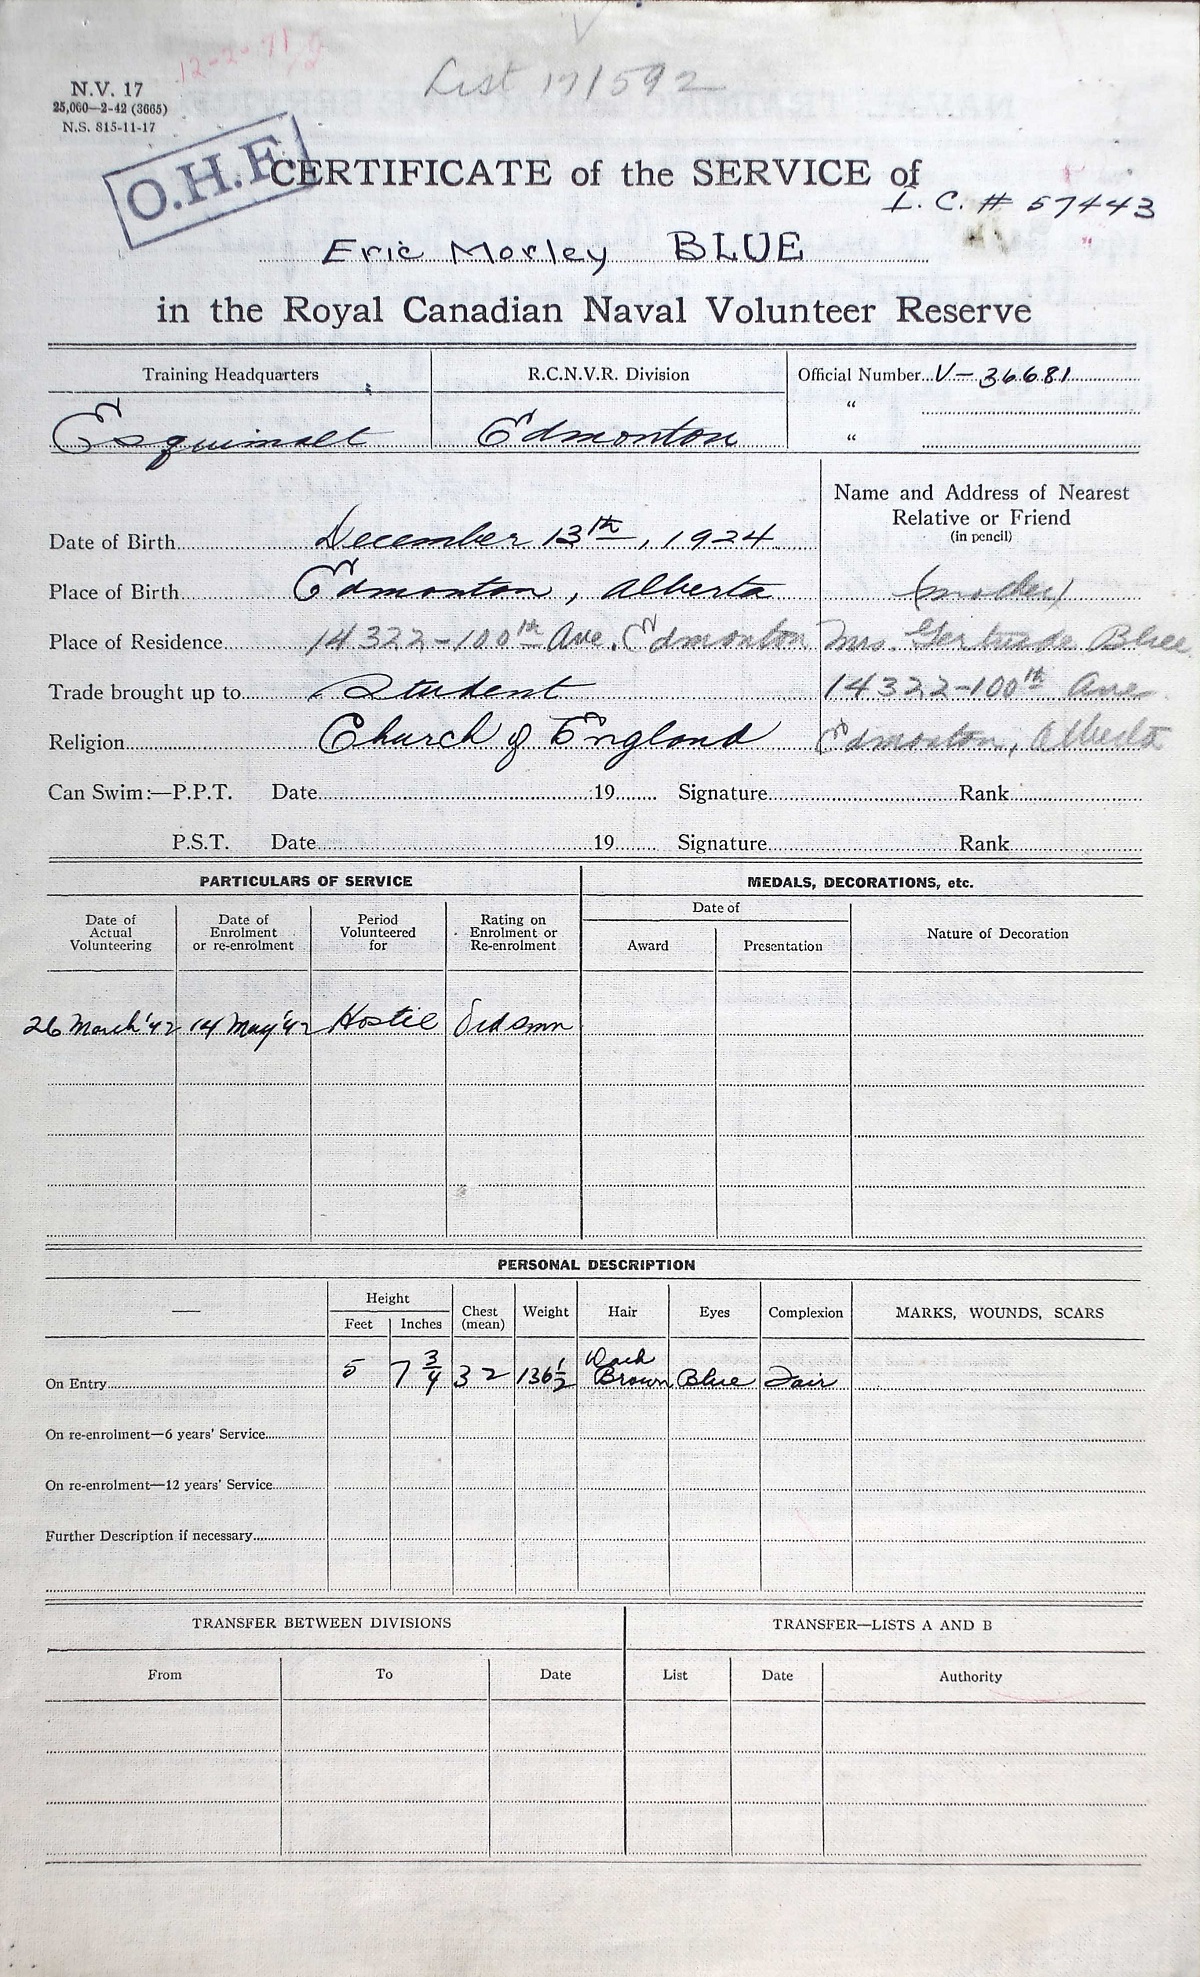 12-2-71
List 17/592
N.V. 17
25,000—2-42 (3665)
N.S. 815-11-17
O.H.F.
CERTIFICATE of the SERVICE of
I. C. # 57443
Eric Morley BLUE
in the Royal Canadian Naval Volunteer Reserve
Training Headquarters R.C.N.V.R. Division Official Number V-36681
"
Esquimalt Edmonton "
Name and Address of Nearest
Relative or Friend
(in pencil)
Date of Birth December 13th, 1924
Place of Birth Edmonton, Alberta (mother)
Place of Residence 14322-100th Ave. Edmonton Mrs. Gertrude Blue
Trade brought up to Student 14322-100th Ave
Religion Church of England Edmonton, Alberta
Can Swim:—P.P.T. Date 19 Signature Rank
P.S.T. Date 19 Signature Rank
PARTICULARS OF SERVICE MEDALS, DECORATIONS, etc.
Date of Actual Volunteering Date of Enrolment or re-enrolment Period Volunteered for Rating on Enrolment or Re-enrolment Date of Award Presentation Nature of Decoration
26 March '42 14 May '42 Hostil Ord smn
PERSONAL DESCRIPTION
— Height Feet Inches Chest (mean) Weight Hair Eyes Complexion MARKS, WOUNDS, SCARS
On Entry 5 7 3/4 32 136 1/2 Dark Brown Blue Fair
On re-enrolment—6 years' Service
On re-enrolment—12 years' Service
Further Description if necessary
TRANSFER BETWEEN DIVISIONS TRANSFER—LISTS A AND B
From To Date List Date Authority